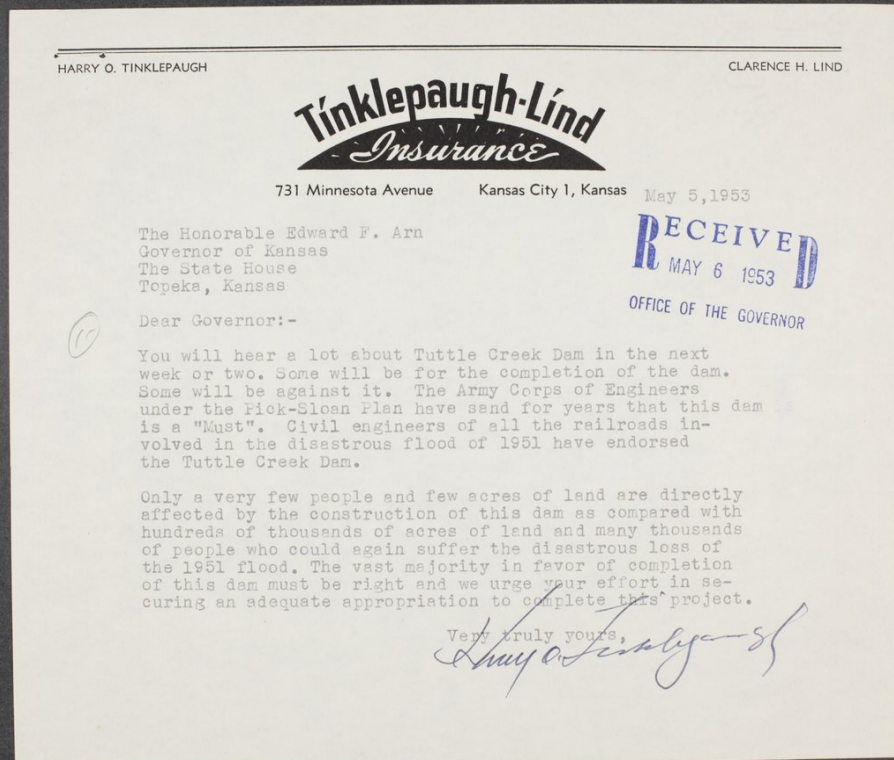 HARRY O. TINKLEPAUGH
CLARENCE H. LIND
Tinklepaugh-Lind
Insurance
731 Minnesota Avenue Kansas City 1, Kansas
May 5,1953
RECEIVED
MAY 6 1953
OFFICE OF THE GOVERNOR
The Honorable Edward F. Arn
Governor of Kansas
The State House
Topeka, Kansas
Dear Governor:-
You will hear a lot about Tuttle Creek Dam in the next
week or two. Some will be for the completion of the dam.
Some will be against it. The Army Corps of Engineers
under the Pick-Sloan Plan have send for years that this dam
is a "Must". Civil engineers of all the railroads in-
volved in the disastrous flood of 1951 have endorsed
the Tuttle Creek Dam.
Only a very few people and few acres of land are directly
affected by the construction of this dam as compared with
hundreds of thousands of acres of land and many thousands
of people who could again suffer the disastrous loss of
the 1951 flood. The vast majority in favor of completion
of this dam must be right and we urge your effort in se-
curing an adequate appropriation to complete this project.
Very truly yours,
Harry O. Tinklepaugh